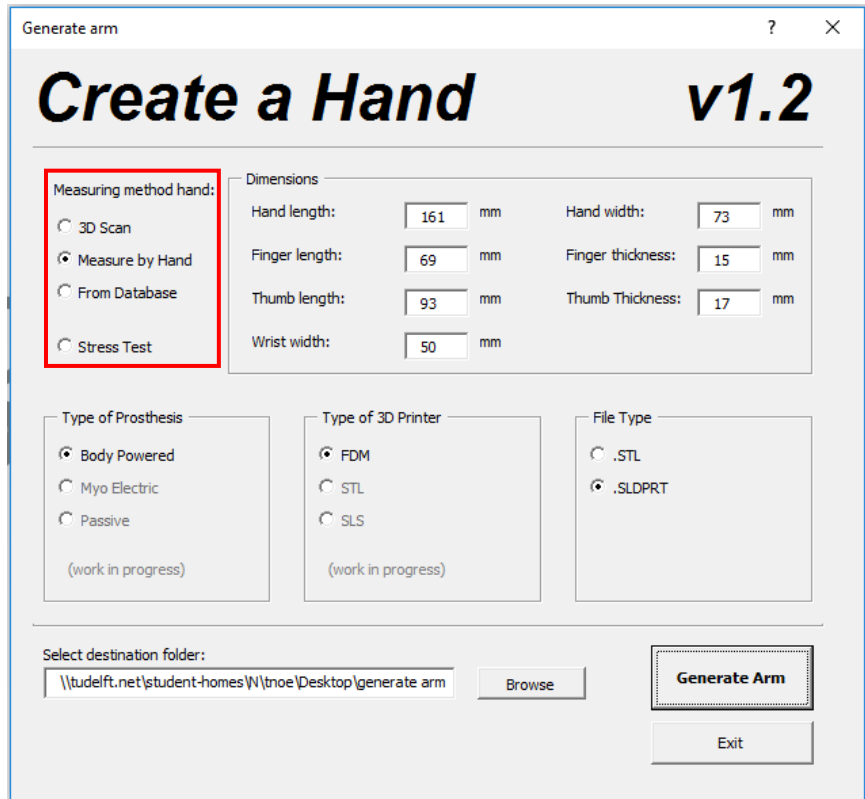 Generate arm ?
Create a Hand v1.2
Measuring method hand:
3D Scan
Measure by Hand
From Database
Stress Test
Dimensions
Hand length: 161 mm Hand width: 73 mm
Finger length: 69 mm Finger thickness: 15 mm
Thumb length: 93 mm Thumb Thickness: 17 mm
Wrist width: 50 mm
Type of Prosthesis
Body Powered
Myo Electric
Passive
(work in progress)
Type of 3D Printer
FDM
STL
SLS
(work in progress)
File Type
.STL
.SLDPRT
Select destination folder:
\\tudelft.net\student-homes\N\tnoe\Desktop\generate arm
Browse
Generate Arm
Exit